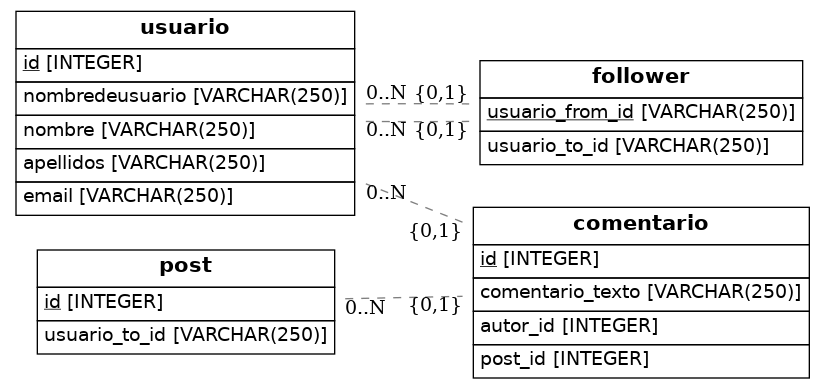 usuario
id [INTEGER]
nombredeusuario [VARCHAR(250)]
nombre [VARCHAR(250)]
apellidos [VARCHAR(250)]
email [VARCHAR(250)]
0..N {0,1}
0..N {0,1}
follower
usuario_from_id [VARCHAR(250)]
usuario_to_id [VARCHAR(250)]
0..N
{0,1}
comentario
id [INTEGER]
comentario_texto [VARCHAR(250)]
autor_id [INTEGER]
post_id [INTEGER]
post
id [INTEGER]
usuario_to_id [VARCHAR(250)]
0..N {0,1}